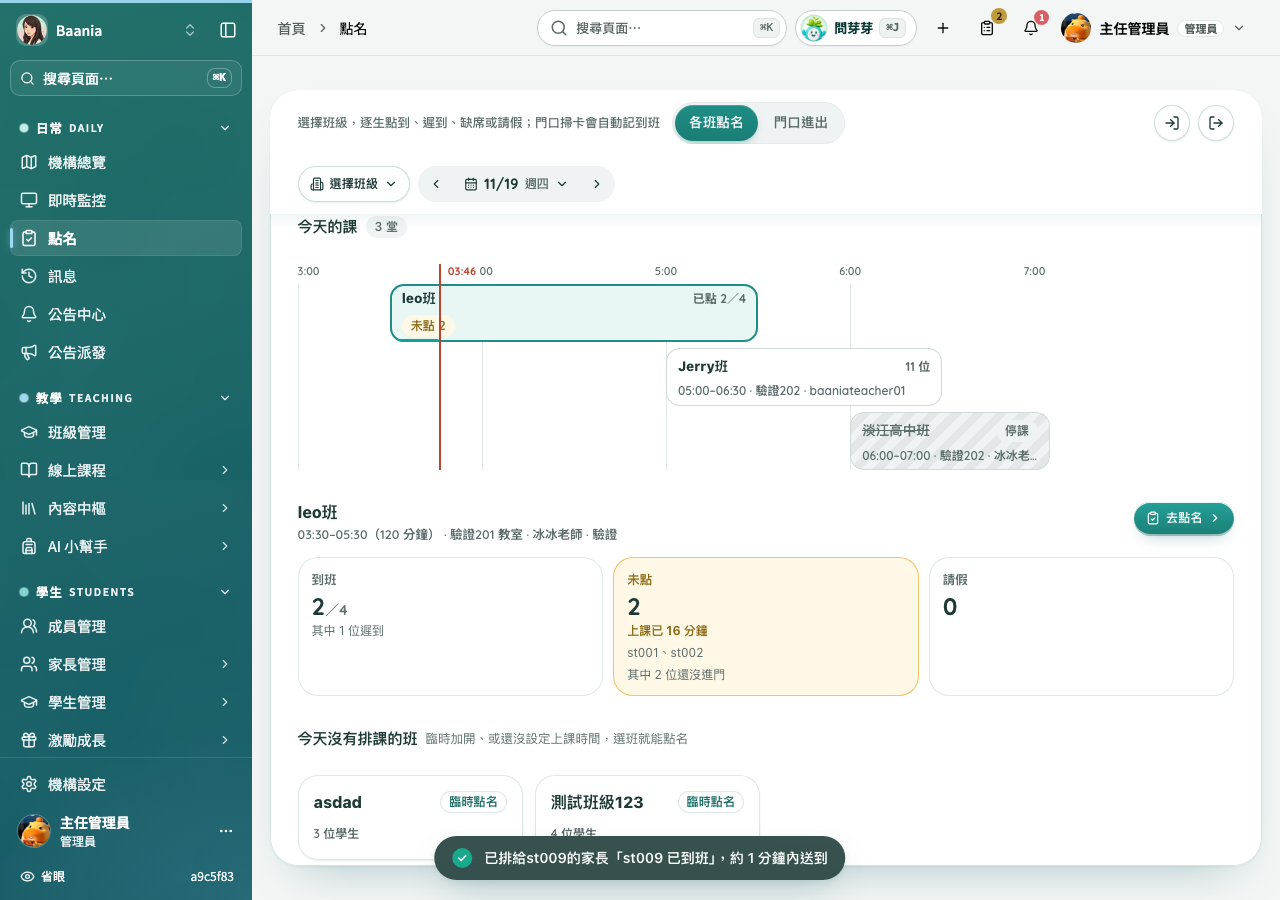 Baania
搜尋頁面⋯ ⌘K
日常 DAILY
機構總覽
即時監控
點名
訊息
公告中心
公告派發
教學 TEACHING
班級管理
線上課程
內容中樞
AI 小幫手
學生 STUDENTS
成員管理
家長管理
學生管理
激勵成長
機構設定
主任管理員
管理員
省眼 a9c5f83
首頁 點名
搜尋頁面⋯ ⌘K
問芽芽 ⌘J
2
1
主任管理員 管理員
選擇班級，逐生點到、遲到、缺席或請假；門口掃卡會自動記到班
各班點名 門口進出
選擇班級 11/19 週四
今天的課 3 堂
3:00 03:46 00 5:00 6:00 7:00
leo班 已點 2／4
未點 2
Jerry班 11 位
05:00–06:30 · 驗證202 · baaniateacher01
淡江高中班 停課
06:00–07:00 · 驗證202 · 冰冰老…
leo班
03:30–05:30（120 分鐘） · 驗證201 教室 · 冰冰老師 · 驗證
去點名
到班
2／4
其中 1 位遲到
未點
2
上課已 16 分鐘
st001、st002
其中 2 位還沒進門
請假
0
今天沒有排課的班 臨時加開、或還沒設定上課時間，選班就能點名
asdad 臨時點名
3 位學生
測試班級123 臨時點名
4 位學生
已排給st009的家長「st009 已到班」，約 1 分鐘內送到